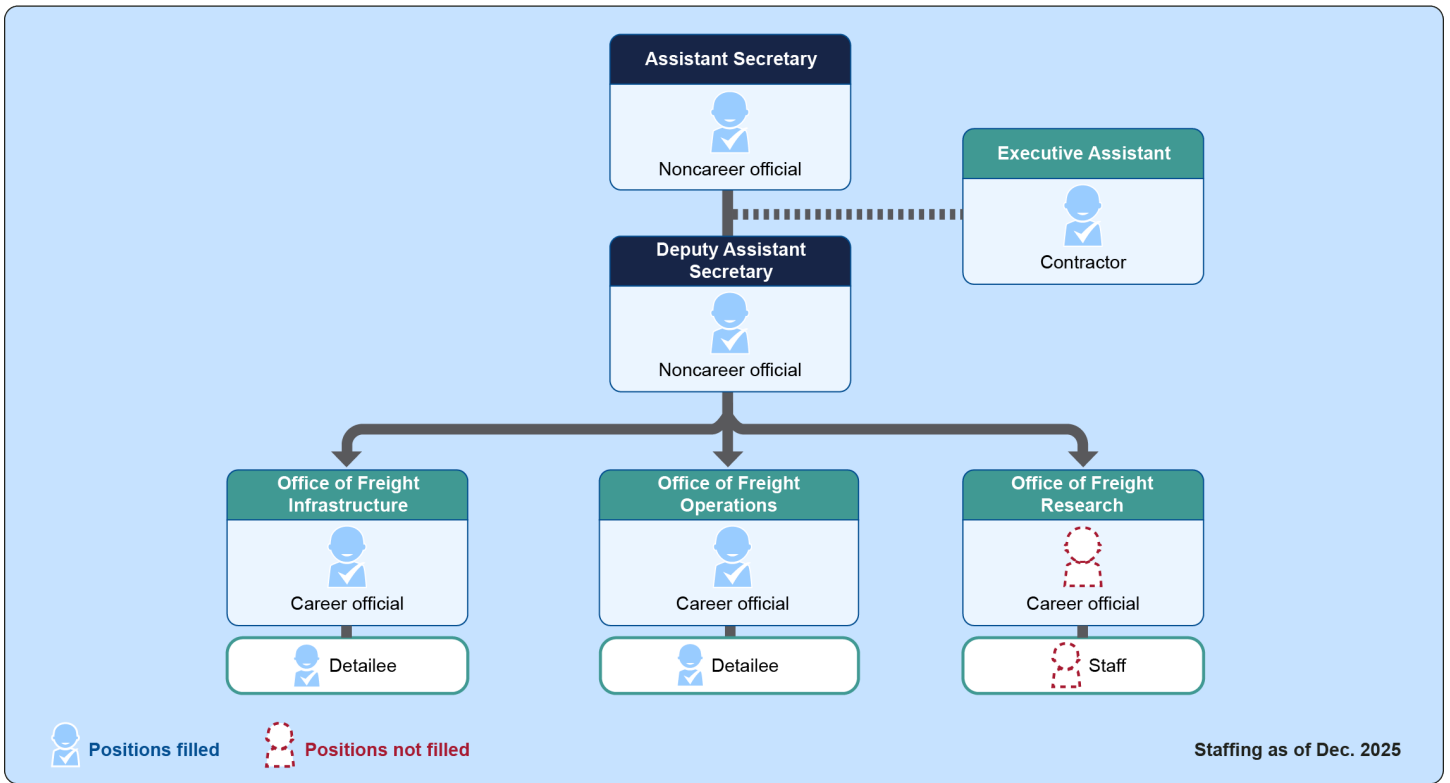 Assistant Secretary
Noncareer official
Executive Assistant
Contractor
Deputy Assistant
Secretary
Noncareer official
Office of Freight
Infrastructure
Career official
Detailee
Office of Freight
Operations
Career official
Detailee
Office of Freight
Research
Career official
Staff
Positions filled
Positions not filled
Staffing as of Dec. 2025